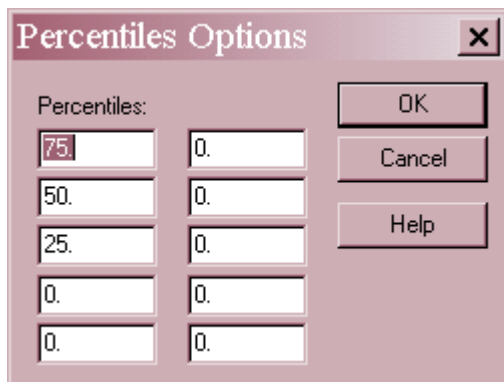 Percentiles Options
Percentiles:
75. 0.
50. 0.
25. 0.
0. 0.
0. 0.
OK
Cancel
Help